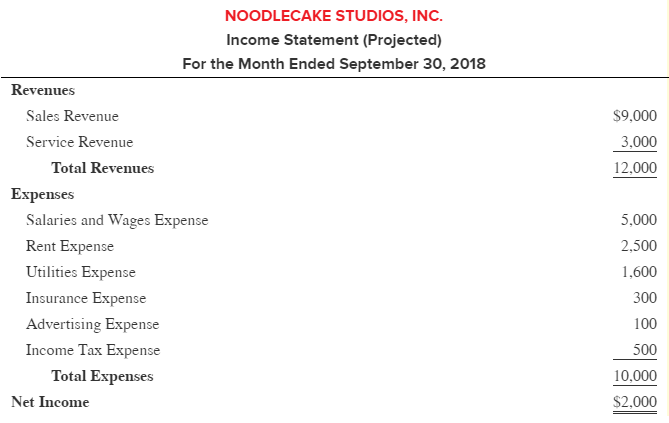 NOODLECAKE STUDIOS, INC.
Income Statement (Projected)
For the Month Ended September 30, 2018
Revenues
Sales Revenue $9,000
Service Revenue 3,000
Total Revenues 12,000
Expenses
Salaries and Wages Expense 5,000
Rent Expense 2,500
Utilities Expense 1,600
Insurance Expense 300
Advertising Expense 100
Income Tax Expense 500
Total Expenses 10,000
Net Income $2,000